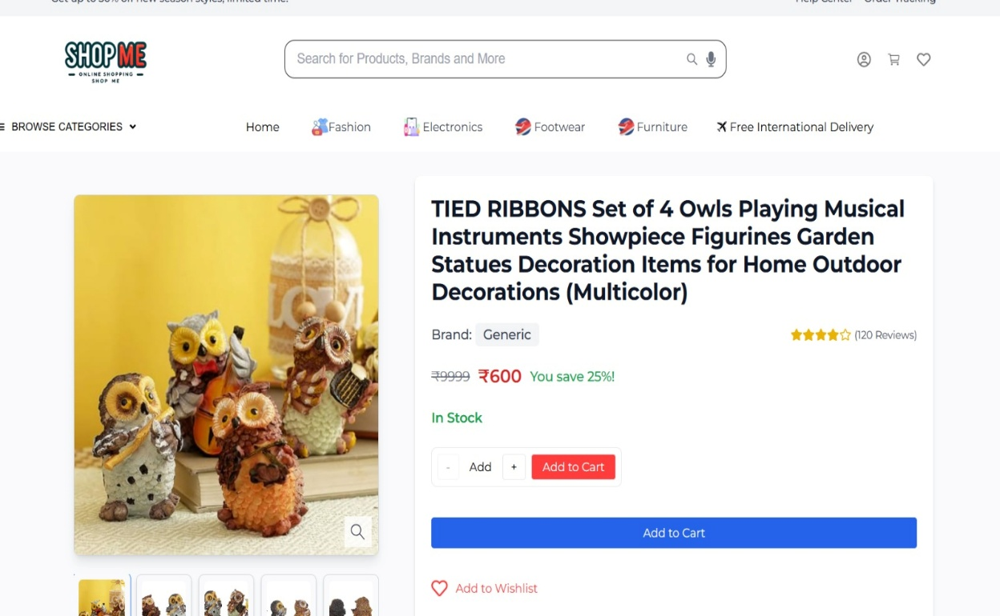 Get up to 30% off new season styles, limited time.
Help Center Order Tracking
SHOPME
ONLINE SHOPPING
SHOP ME
Search for Products, Brands and More
BROWSE CATEGORIES
Home Fashion Electronics Footwear Furniture Free International Delivery
TIED RIBBONS Set of 4 Owls Playing Musical
Instruments Showpiece Figurines Garden
Statues Decoration Items for Home Outdoor
Decorations (Multicolor)
Brand: Generic
(120 Reviews)
₹9999 ₹600 You save 25%!
In Stock
- Add + Add to Cart
Add to Cart
Add to Wishlist